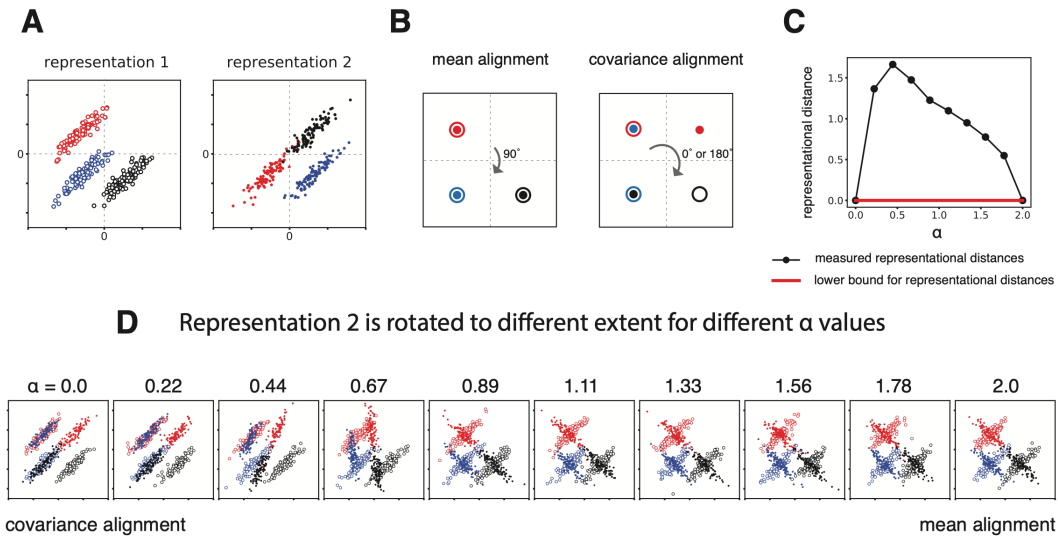 A
B
C
representation 1
representation 2
0
0
0
0
mean alignment
covariance alignment
90°
0° or 180°
representational distance
1.5
1.0
0.5
0.0
0.0
0.5
1.0
1.5
2.0
α
measured representational distances
lower bound for representational distances
D
Representation 2 is rotated to different extent for different α values
α = 0.0
0.22
0.44
0.67
0.89
1.11
1.33
1.56
1.78
2.0
covariance alignment
mean alignment